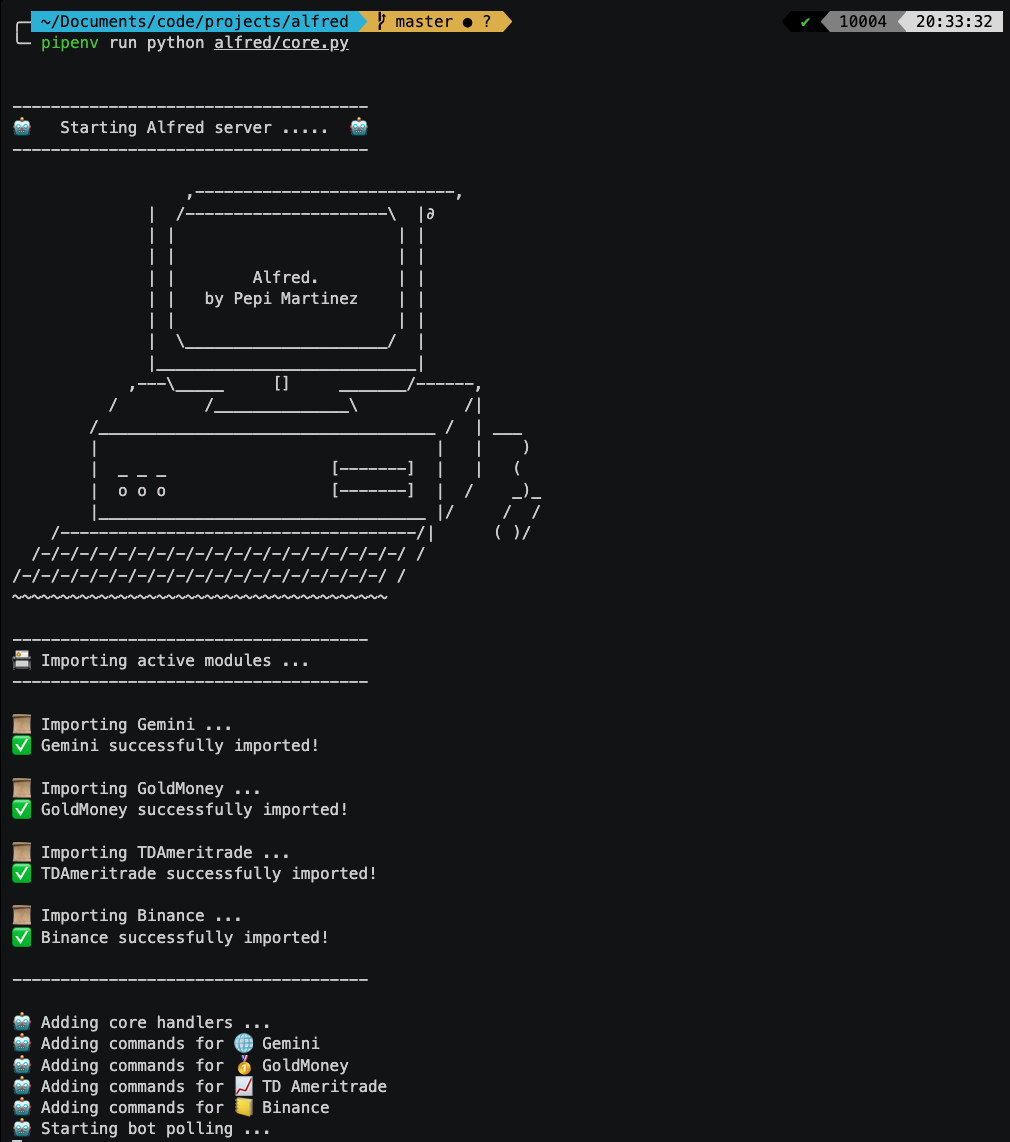 ~/Documents/code/projects/alfred master ● ? ✔ 10004 20:33:32
pipenv run python alfred/core.py
Starting Alfred server .....
Alfred.
by Pepi Martinez
[]
_ _ _ [-------]
o o o [-------]
Importing active modules ...
Importing Gemini ...
✅ Gemini successfully imported!
Importing GoldMoney ...
✅ GoldMoney successfully imported!
Importing TDAmeritrade ...
✅ TDAmeritrade successfully imported!
Importing Binance ...
✅ Binance successfully imported!
🤖 Adding core handlers ...
🤖 Adding commands for 🌐 Gemini
🤖 Adding commands for 🥇 GoldMoney
🤖 Adding commands for 📈 TD Ameritrade
🤖 Adding commands for 📒 Binance
🤖 Starting bot polling ...